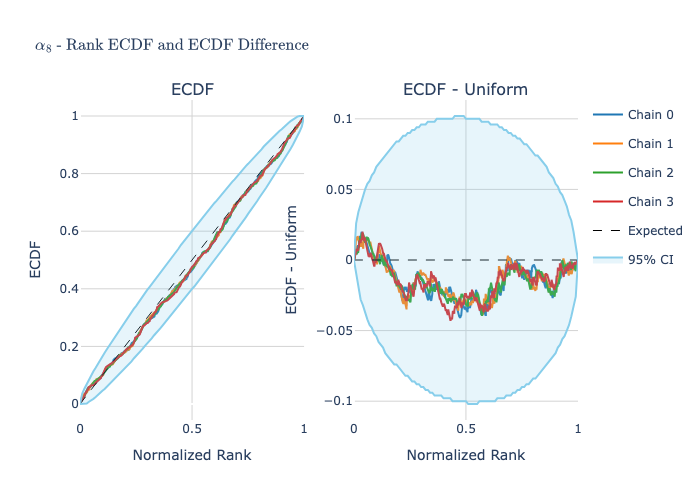 α₈ - Rank ECDF and ECDF Difference
ECDF
ECDF - Uniform
1
0.8
0.6
0.4
0.2
0
ECDF
0
0.5
1
Normalized Rank
0.1
0.05
0
−0.05
−0.1
ECDF - Uniform
0
0.5
1
Normalized Rank
Chain 0
Chain 1
Chain 2
Chain 3
Expected
95% CI